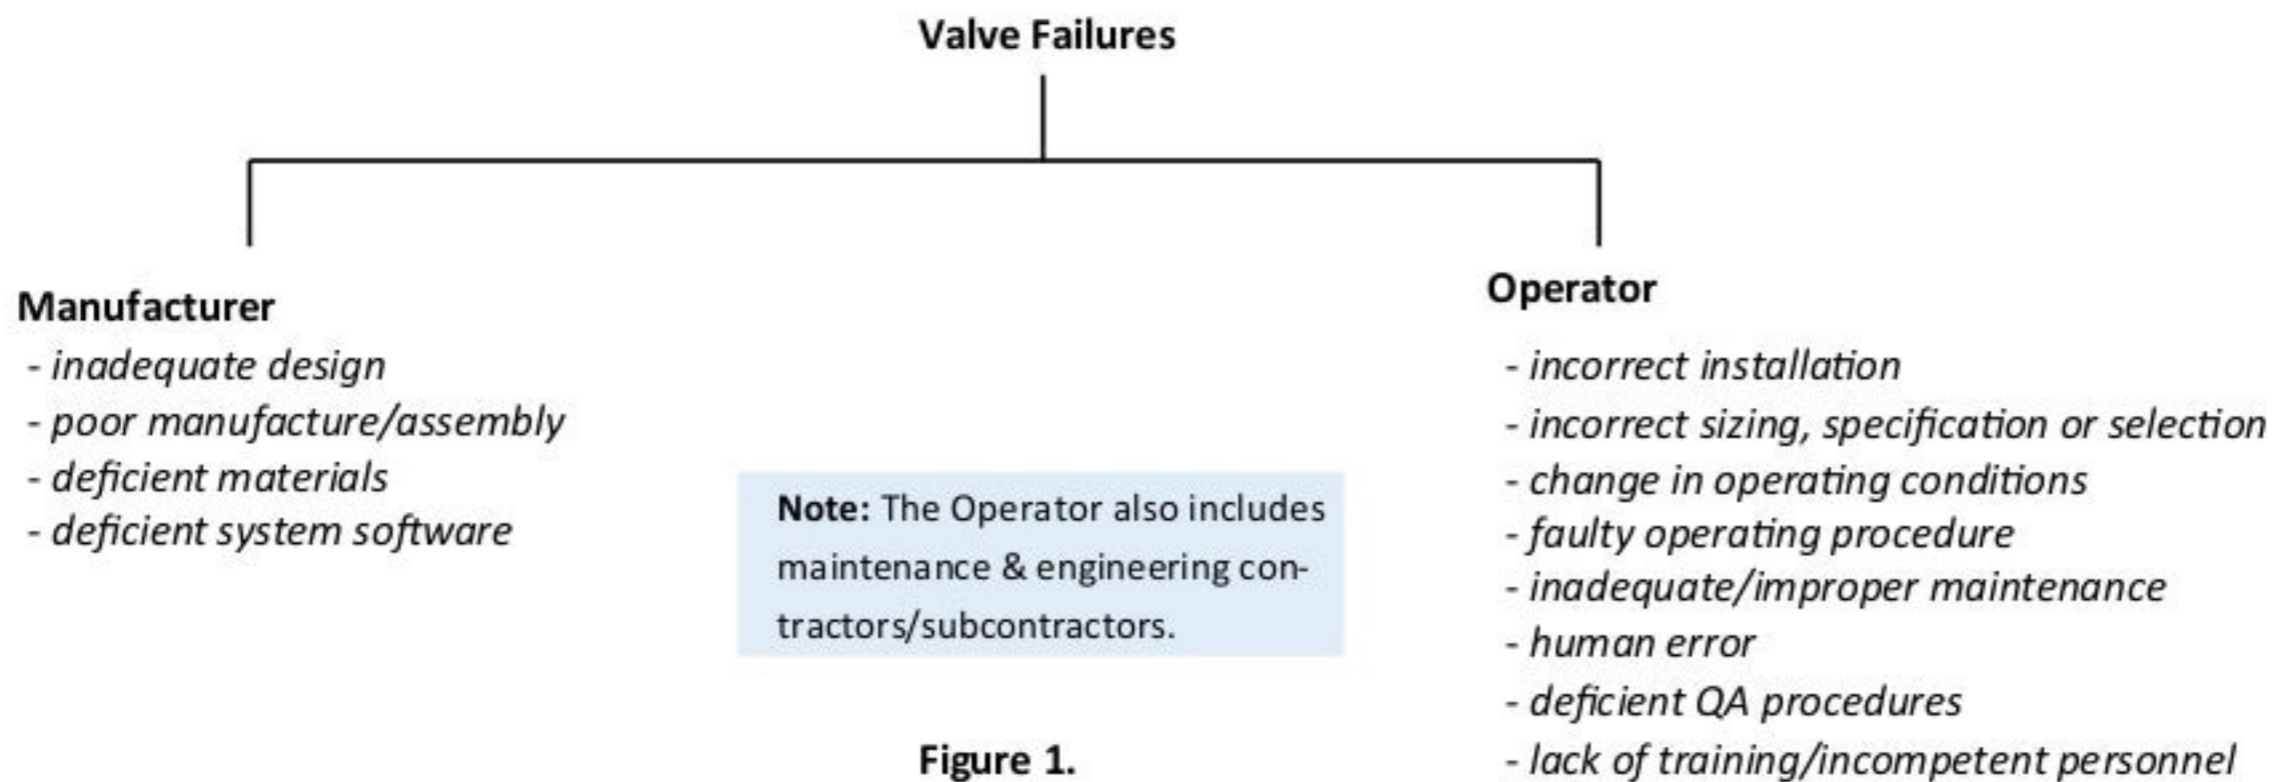 Valve Failures
Manufacturer
- inadequate design
- poor manufacture/assembly
- deficient materials
- deficient system software
Note: The Operator also includes
maintenance & engineering con-
tractors/subcontractors.
Operator
- incorrect installation
- incorrect sizing, specification or selection
- change in operating conditions
- faulty operating procedure
- inadequate/improper maintenance
- human error
- deficient QA procedures
- lack of training/incompetent personnel
Figure 1.